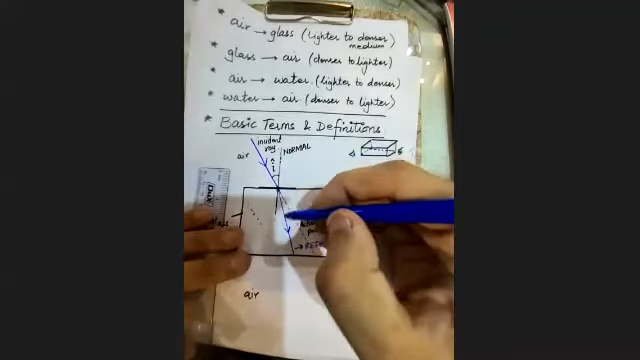 * air → glass (lighter to denser medium)
* glass → air (denser to lighter)
* air → water (lighter to denser)
* water → air (denser to lighter)
* Basic Terms & Definitions
incident ray
NORMAL
air
air